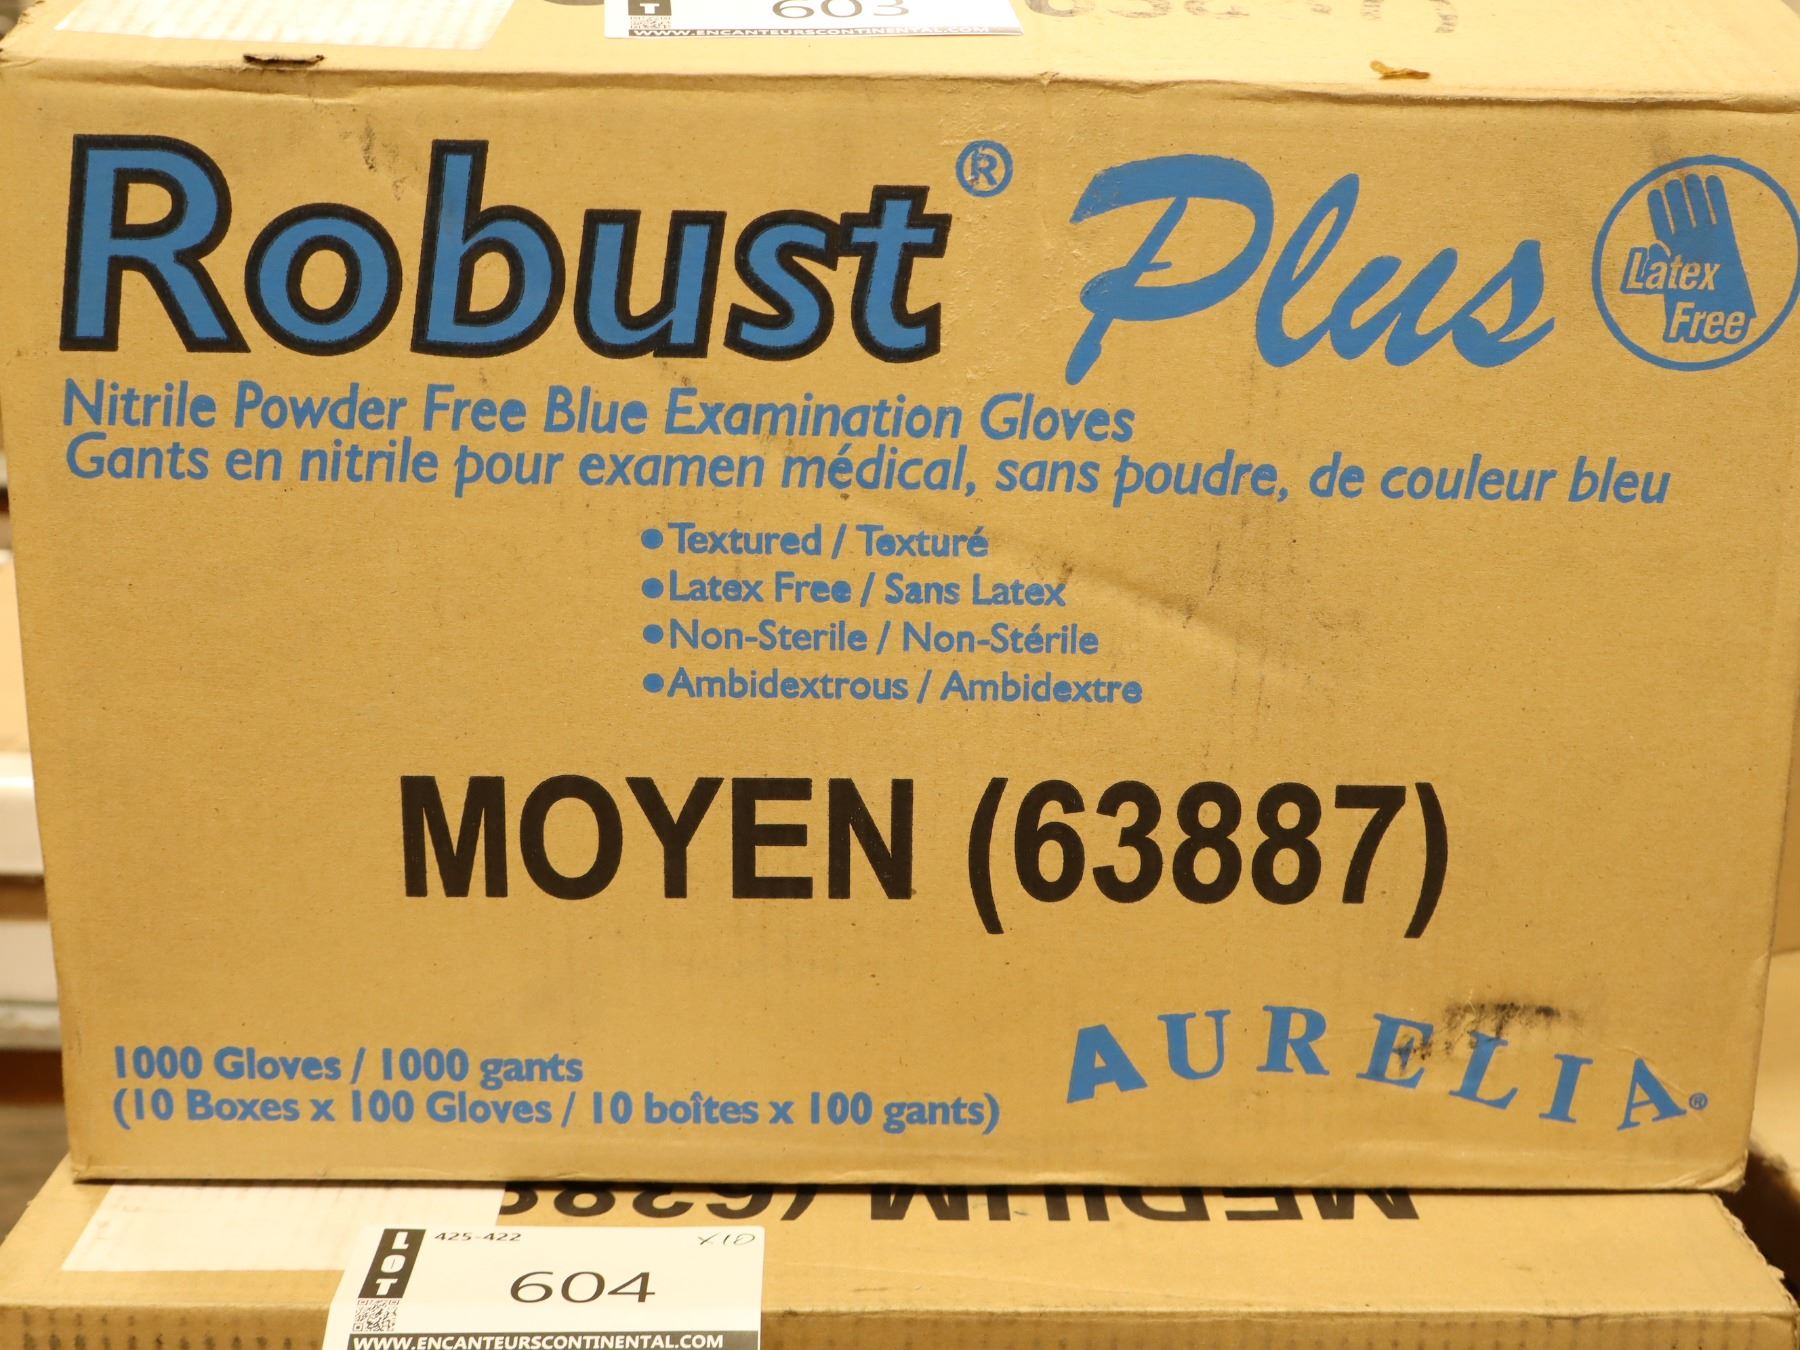 LOT
603
WWW.ENCANTEURSCONTINENTAL.COM
Robust® Plus
Latex
Free
Nitrile Powder Free Blue Examination Gloves
Gants en nitrile pour examen médical, sans poudre, de couleur bleu
• Textured / Texturé
• Latex Free / Sans Latex
• Non-Sterile / Non-Stérile
• Ambidextrous / Ambidextre
MOYEN (63887)
1000 Gloves / 1000 gants
(10 Boxes x 100 Gloves / 10 boîtes x 100 gants)
AURELIA®
MEDIUM
LOT
425-422
X10
604
WWW.ENCANTEURSCONTINENTAL.COM